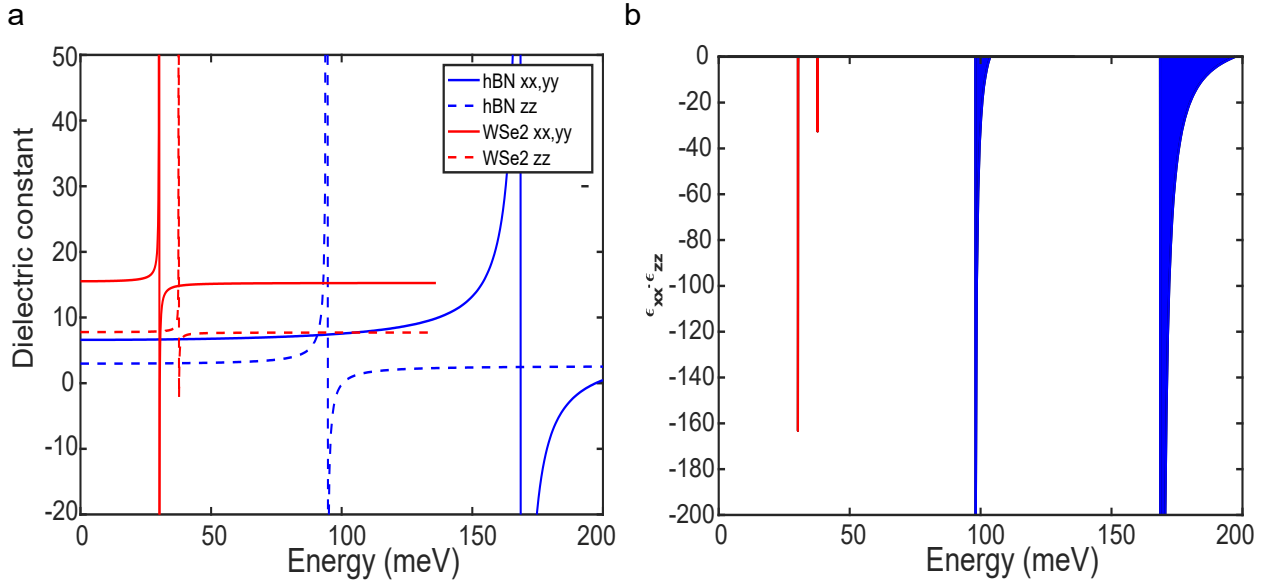 a
50
40
30
20
10
0
-10
-20
Dielectric constant
hBN xx,yy
hBN zz
WSe2 xx,yy
WSe2 zz
0
50
100
150
200
Energy (meV)
b
0
-20
-40
-60
-80
-100
-120
-140
-160
-180
-200
ϵxx·ϵzz
0
50
100
150
200
Energy (meV)